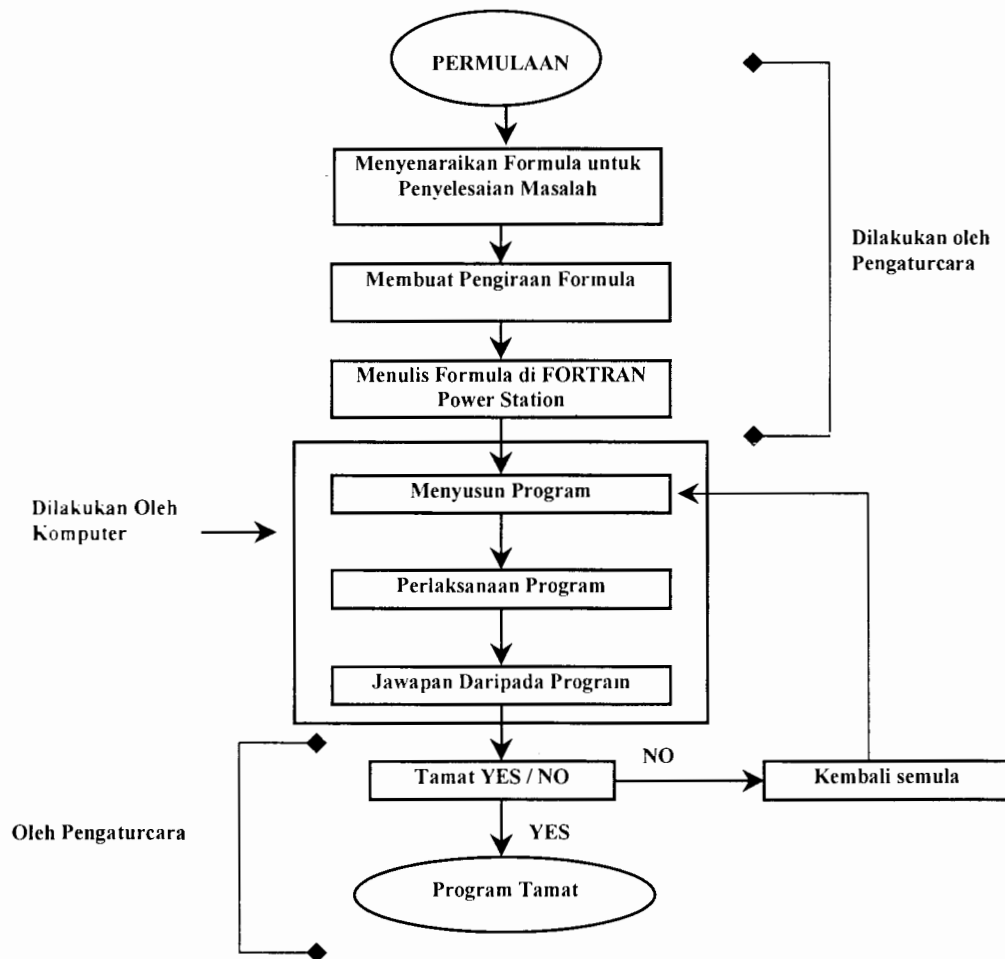 PERMULAAN
Menyenaraikan Formula untuk
Penyelesaian Masalah
Dilakukan oleh
Pengaturcara
Membuat Pengiraan Formula
Menulis Formula di FORTRAN
Power Station
Menyusun Program
Dilakukan Oleh
Komputer
Perlaksanaan Program
Jawapan Daripada Program
Tamat YES / NO
NO
Kembali semula
Oleh Pengaturcara
YES
Program Tamat